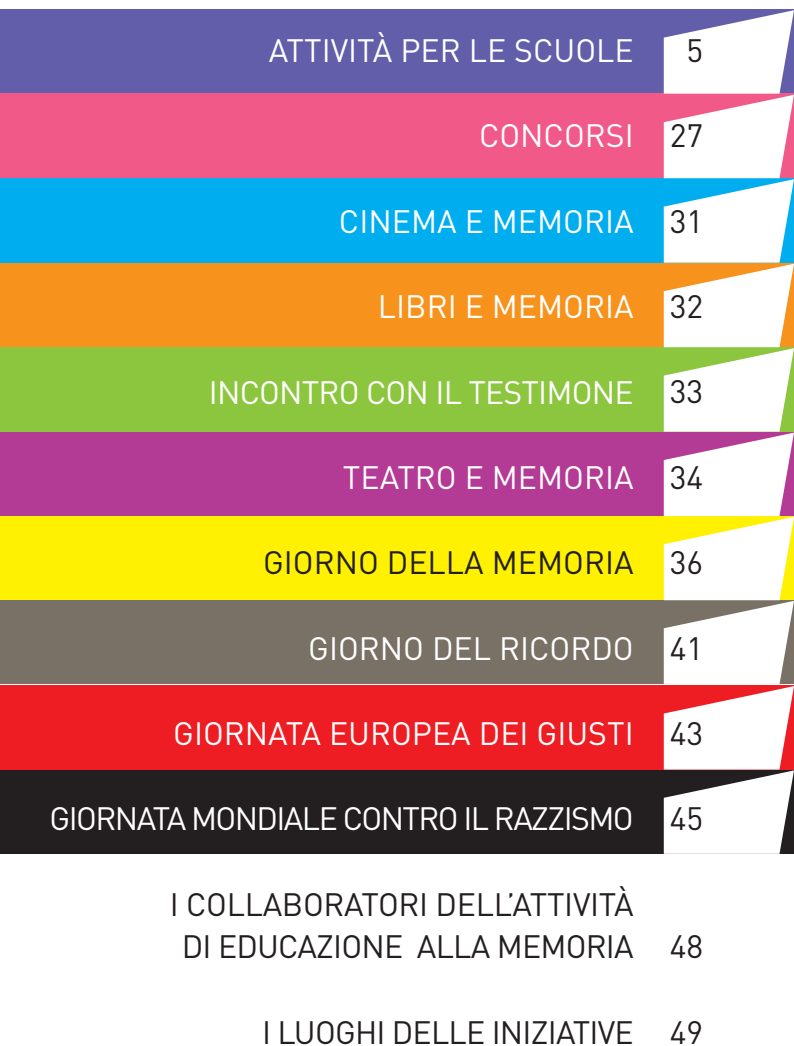 ATTIVITÀ PER LE SCUOLE 5
CONCORSI 27
CINEMA E MEMORIA 31
LIBRI E MEMORIA 32
INCONTRO CON IL TESTIMONE 33
TEATRO E MEMORIA 34
GIORNO DELLA MEMORIA 36
GIORNO DEL RICORDO 41
GIORNATA EUROPEA DEI GIUSTI 43
GIORNATA MONDIALE CONTRO IL RAZZISMO 45
I COLLABORATORI DELL'ATTIVITÀ
DI EDUCAZIONE ALLA MEMORIA 48
I LUOGHI DELLE INIZIATIVE 49